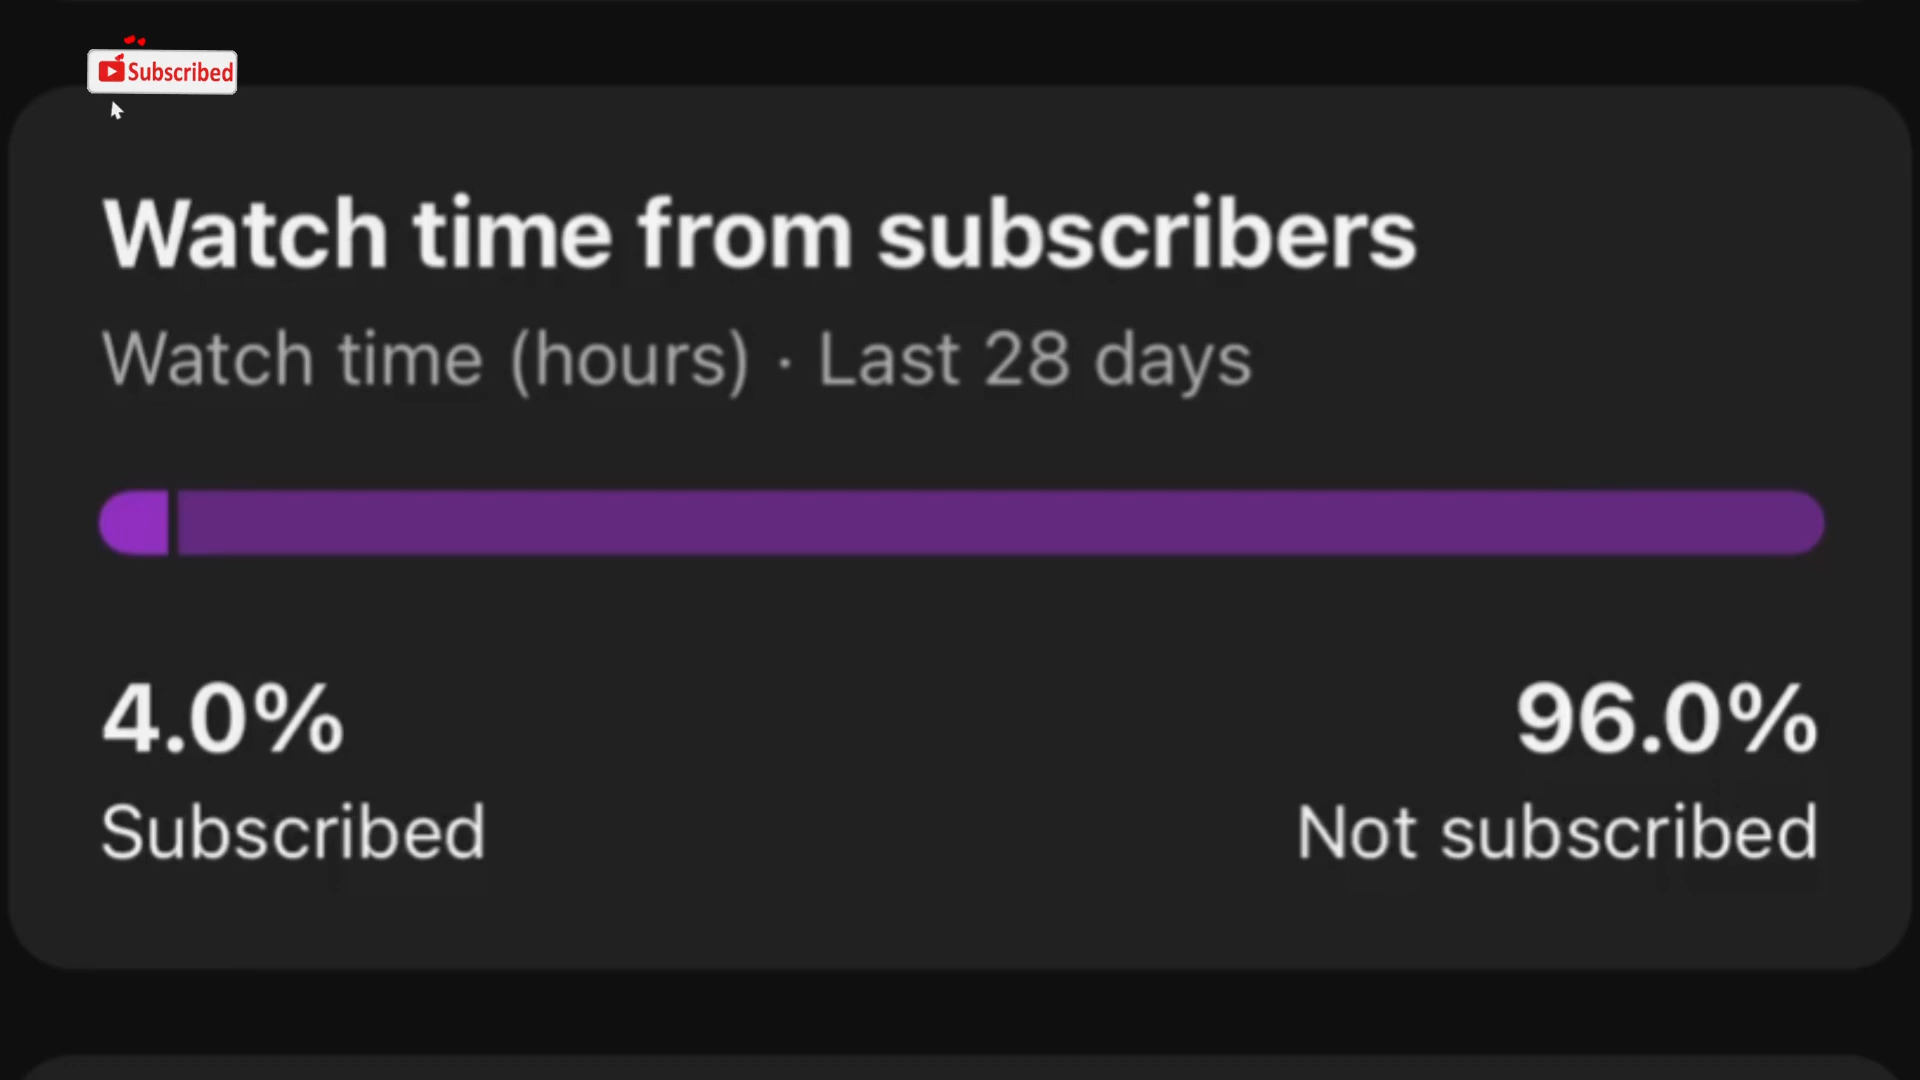 Subscribed
Watch time from subscribers
Watch time (hours) · Last 28 days
4.0%
96.0%
Subscribed
Not subscribed